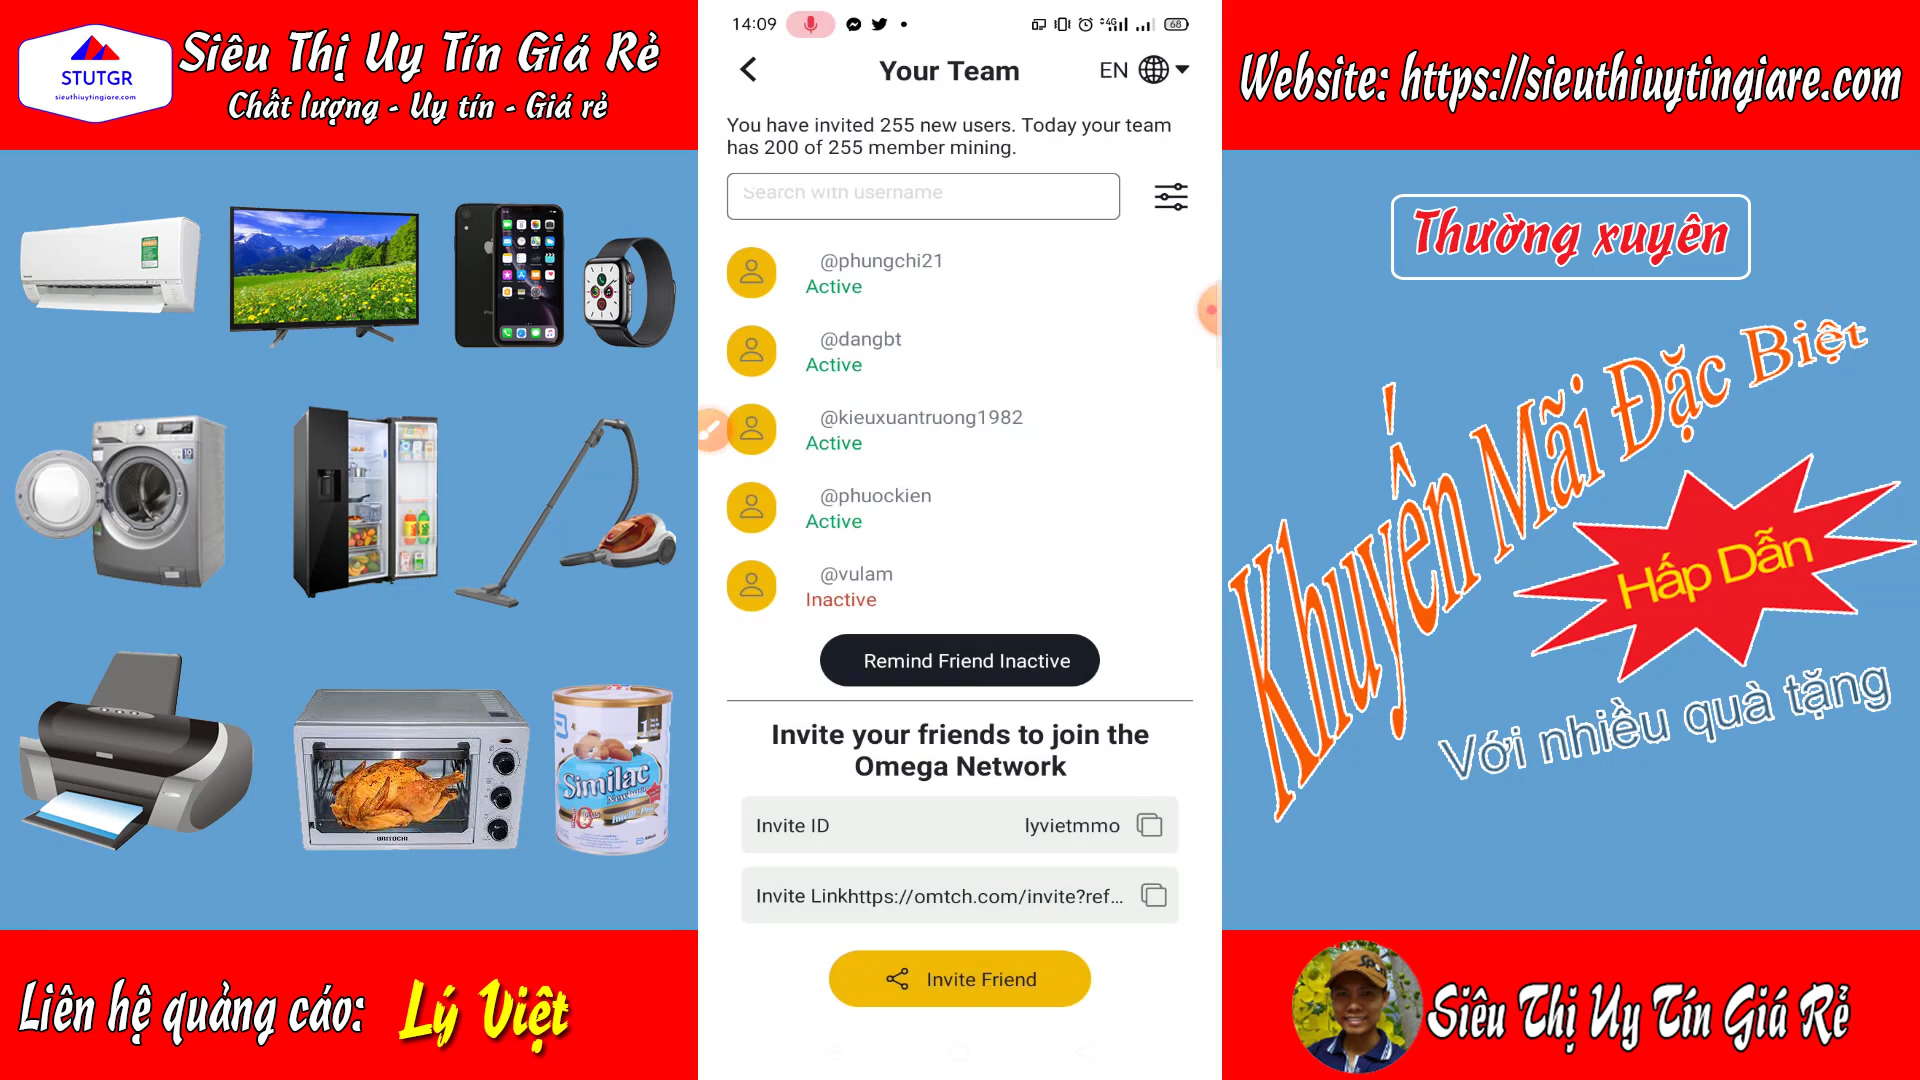 STUTGR
sieuthiuytingiare.com
Siêu Thị Uy Tín Giá Rẻ
Chất lượng - Uy tín - Giá rẻ
14:09
4G
68
Your Team
EN
You have invited 255 new users. Today your team
has 200 of 255 member mining.
Search with username
@phungchi21
Active
@dangbt
Active
@kieuxuantruong1982
Active
@phuockien
Active
@vulam
Inactive
Remind Friend Inactive
Invite your friends to join the
Omega Network
Invite ID lyvietmmo
Invite Linkhttps://omtch.com/invite?ref...
Invite Friend
Website: https://sieuthiuytingiare.com
Thường xuyên
Khuyến Mãi Đặc Biệt
Hấp Dẫn
Với nhiều quà tặng
Similac
Liên hệ quảng cáo: Lý Việt
Siêu Thị Uy Tín Giá Rẻ